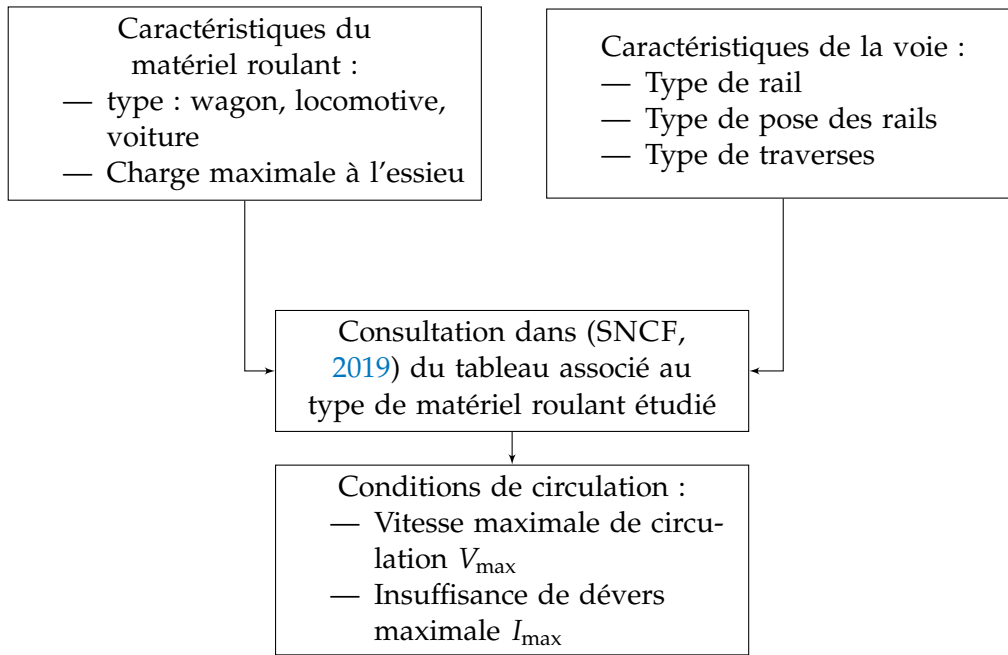 Caractéristiques du
matériel roulant :
— type : wagon, locomotive,
voiture
— Charge maximale à l'essieu
Caractéristiques de la voie :
— Type de rail
— Type de pose des rails
— Type de traverses
Consultation dans (SNCF,
2019) du tableau associé au
type de matériel roulant étudié
Conditions de circulation :
— Vitesse maximale de circu-
lation Vmax
— Insuffisance de dévers
maximale Imax